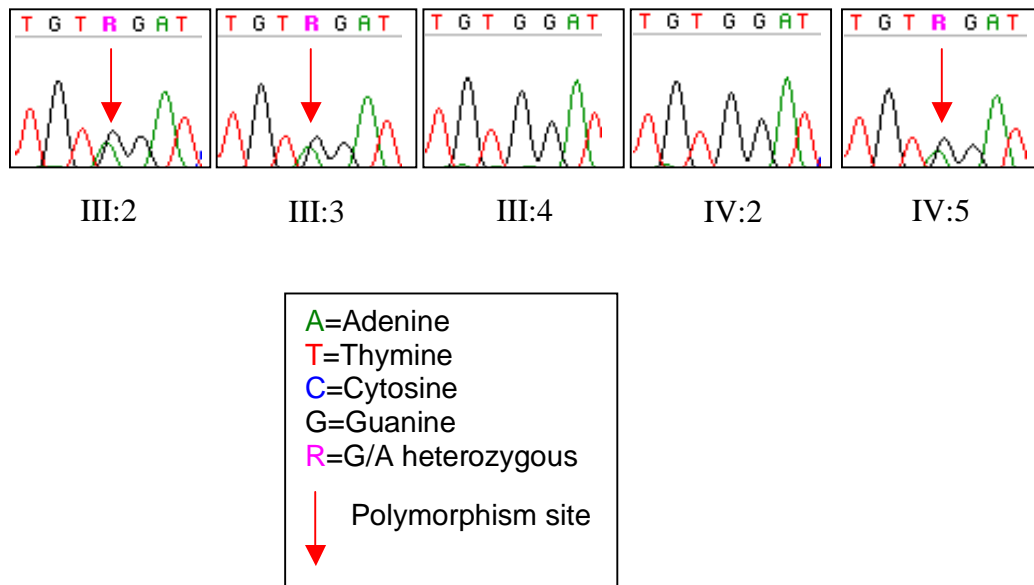 T G T R G A T
T G T R G A T
T G T G G A T
T G T G G A T
T G T R G A T
III:2
III:3
III:4
IV:2
IV:5
A=Adenine
T=Thymine
C=Cytosine
G=Guanine
R=G/A heterozygous
Polymorphism site